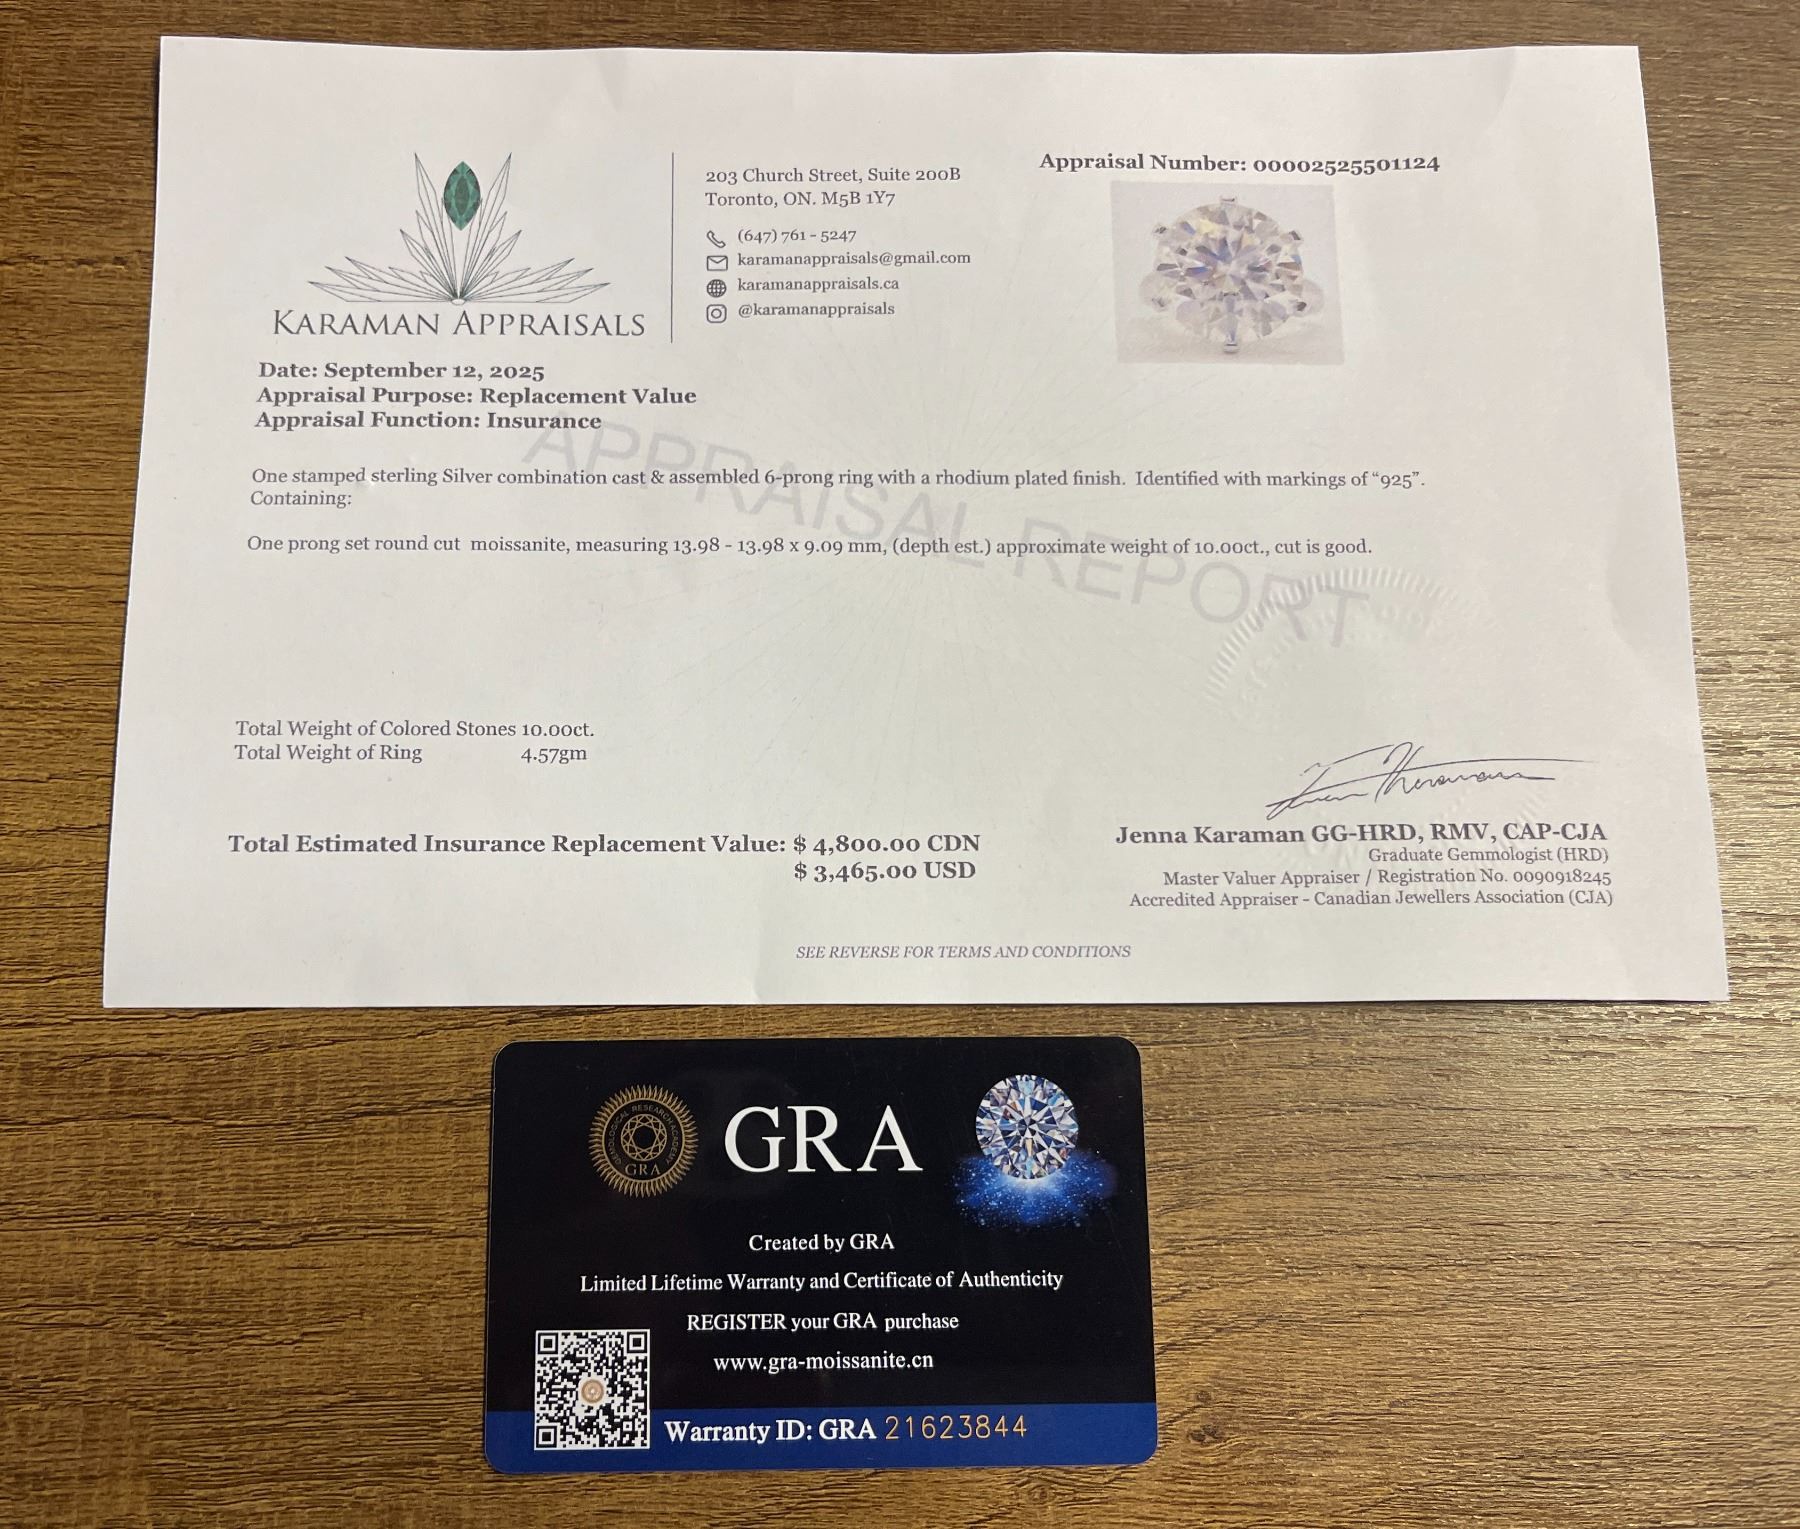 KARAMAN APPRAISALS
203 Church Street, Suite 200B
Toronto, ON. M5B 1Y7
(647) 761 - 5247
karamanappraisals@gmail.com
karamanappraisals.ca
@karamanappraisals
Appraisal Number: 00002525501124
Date: September 12, 2025
Appraisal Purpose: Replacement Value
Appraisal Function: Insurance
APPRAISAL REPORT
One stamped sterling Silver combination cast & assembled 6-prong ring with a rhodium plated finish. Identified with markings of “925”.
Containing:
One prong set round cut moissanite, measuring 13.98 - 13.98 x 9.09 mm, (depth est.) approximate weight of 10.00ct., cut is good.
Total Weight of Colored Stones 10.00ct.
Total Weight of Ring 4.57gm
Total Estimated Insurance Replacement Value: $ 4,800.00 CDN
$ 3,465.00 USD
Jenna Karaman GG-HRD, RMV, CAP-CJA
Graduate Gemmologist (HRD)
Master Valuer Appraiser / Registration No. 0090918245
Accredited Appraiser - Canadian Jewellers Association (CJA)
SEE REVERSE FOR TERMS AND CONDITIONS
GEMOLOGICAL RESEARCH ACADEMY
GRA
GRA
Created by GRA
Limited Lifetime Warranty and Certificate of Authenticity
REGISTER your GRA purchase
www.gra-moissanite.cn
Warranty ID: GRA 21623844